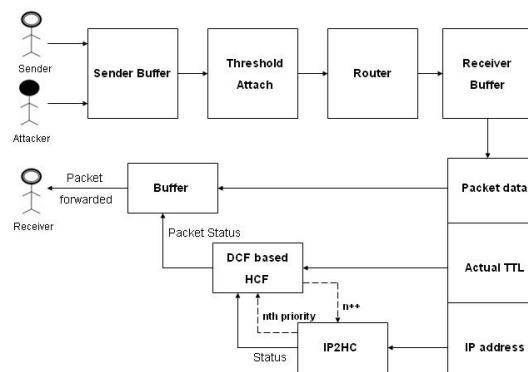 Sender
Attacker
Sender Buffer
Threshold
Attach
Router
Receiver
Buffer
Packet
forwarded
Receiver
Buffer
Packet data
Packet Status
DCF based
HCF
Actual TTL
n++
nth priority
Status
IP2HC
IP address